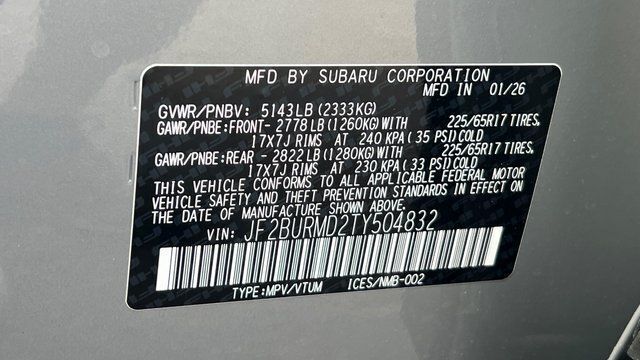 MFD BY SUBARU CORPORATION
MFD IN 01/26
GVWR/PNBV: 5143LB (2333KG)
GAWR/PNBE:FRONT- 2778 LB (1260KG)WITH 225/65R17 TIRES,
17X7J RIMS AT 240 KPA ( 35 PSI) COLD
GAWR/PNBE:REAR - 2822 LB (1280KG)WITH 225/65R17 TIRES,
17X7J RIMS AT 230 KPA ( 33 PSI) COLD
THIS VEHICLE CONFORMS TO ALL APPLICABLE FEDERAL MOTOR
VEHICLE SAFETY AND THEFT PREVENTION STANDARDS IN EFFECT ON
THE DATE OF MANUFACTURE SHOWN ABOVE.
VIN: JF2BURMD2TY504832
TYPE:MPV/VTUM ICES/NMB-002